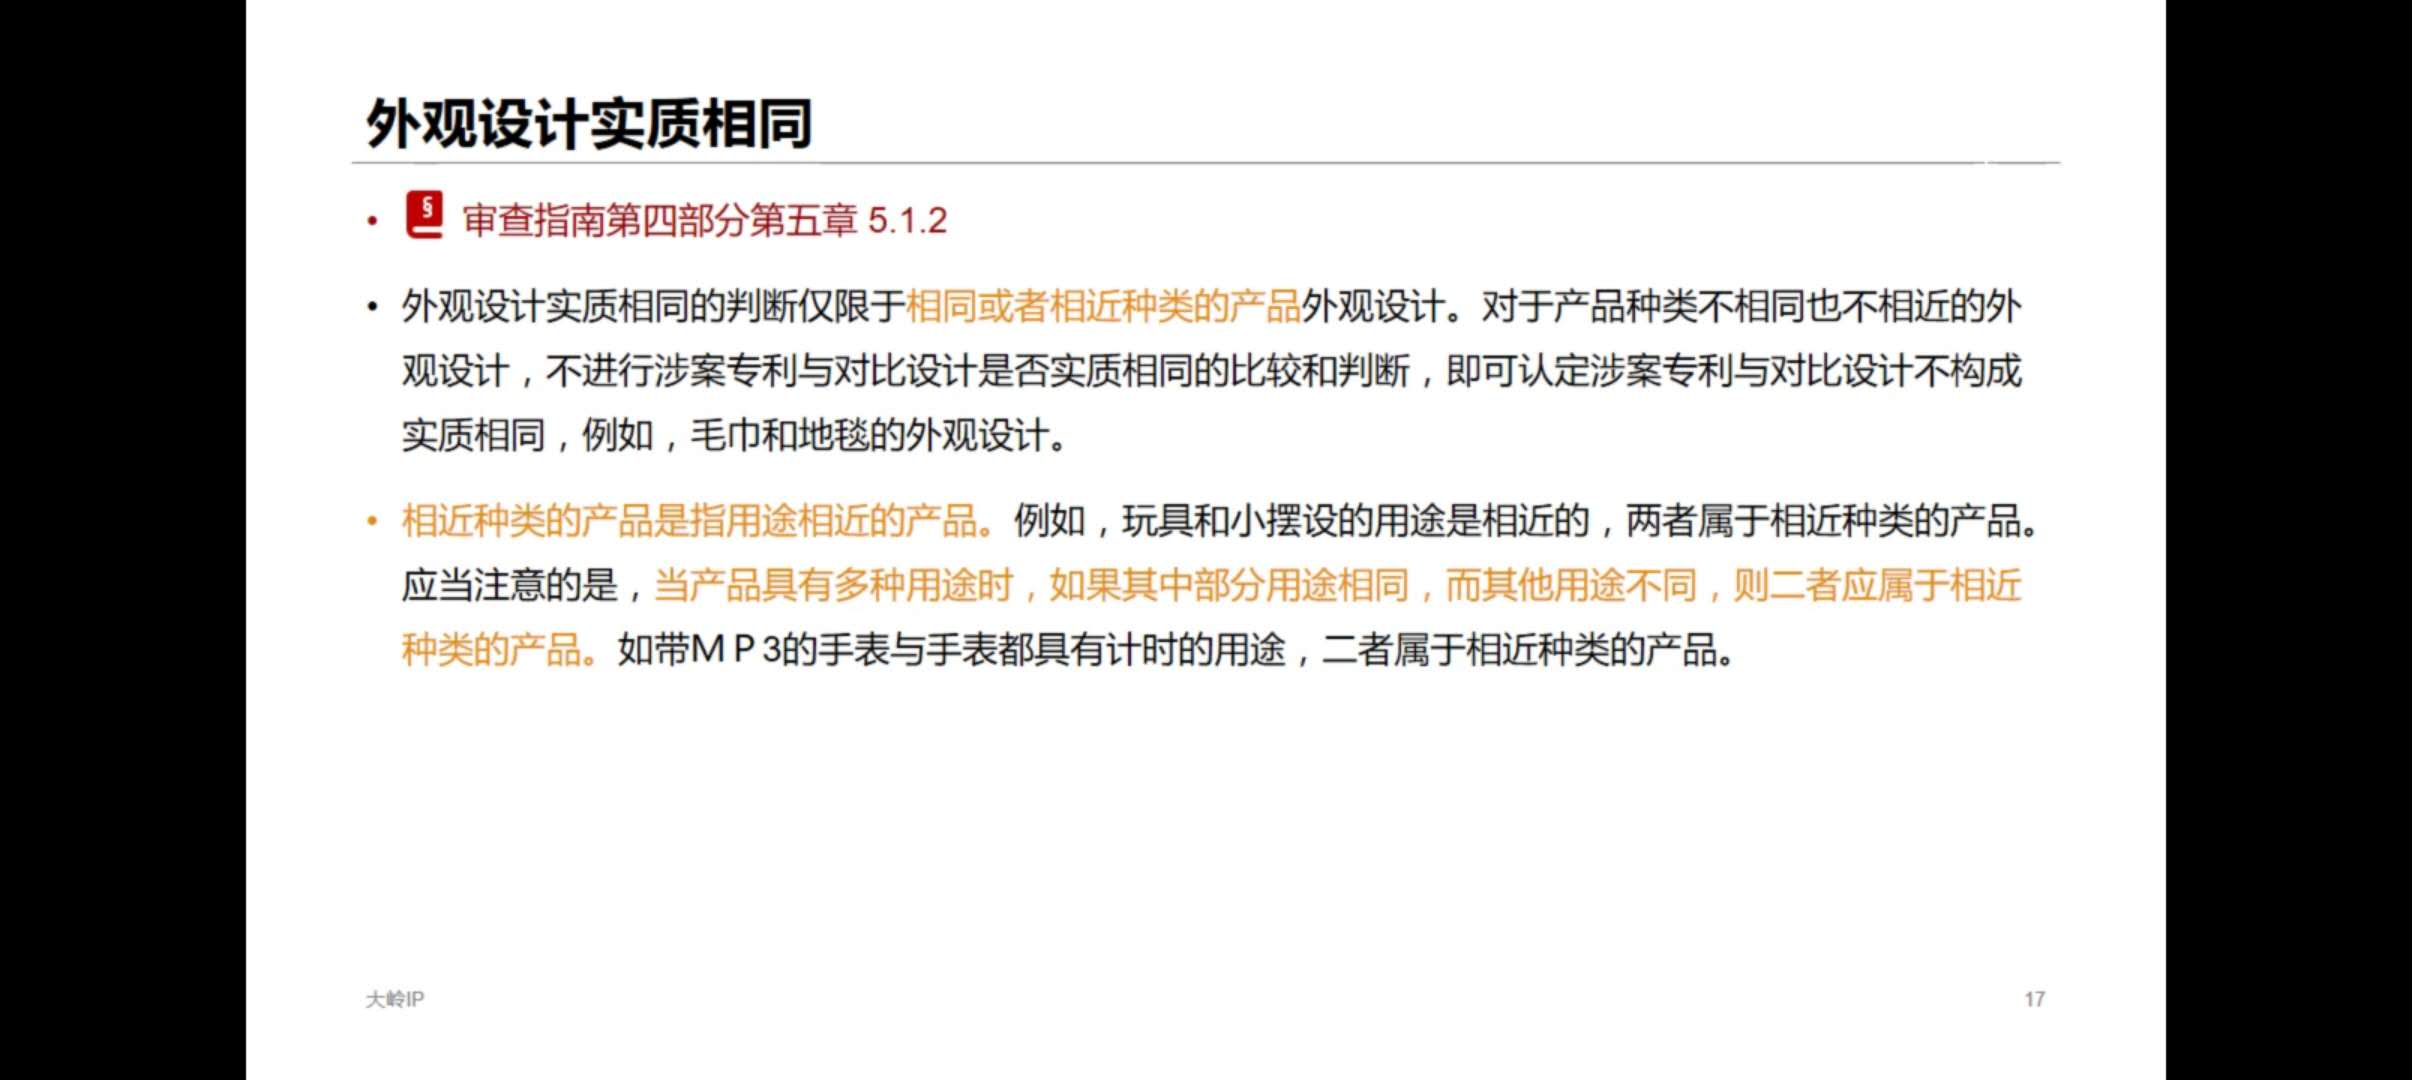 外观设计实质相同
• § 审查指南第四部分第五章 5.1.2
• 外观设计实质相同的判断仅限于相同或者相近种类的产品外观设计。对于产品种类不相同也不相近的外
观设计，不进行涉案专利与对比设计是否实质相同的比较和判断，即可认定涉案专利与对比设计不构成
实质相同，例如，毛巾和地毯的外观设计。
• 相近种类的产品是指用途相近的产品。例如，玩具和小摆设的用途是相近的，两者属于相近种类的产品。
应当注意的是，当产品具有多种用途时，如果其中部分用途相同，而其他用途不同，则二者应属于相近
种类的产品。如带MP3的手表与手表都具有计时的用途，二者属于相近种类的产品。
大岭IP
17